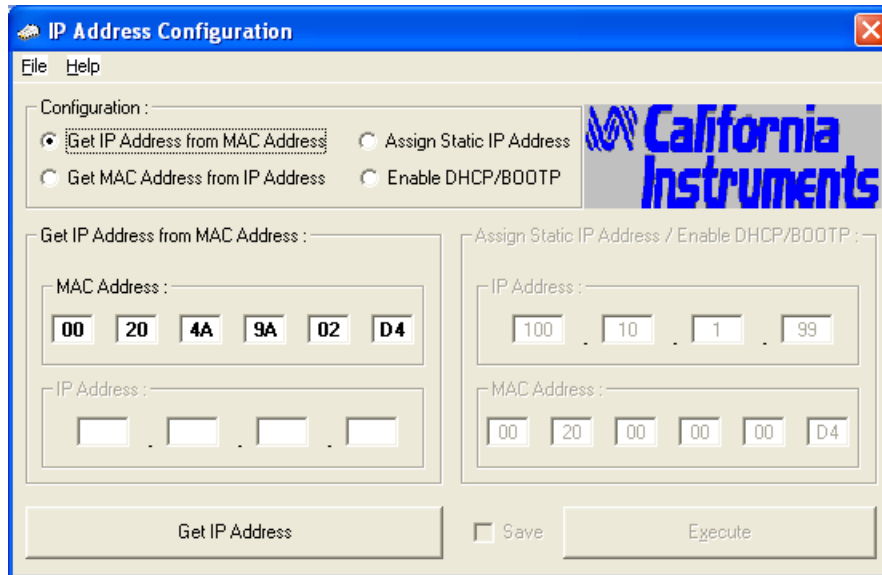 IP Address Configuration
File Help
Configuration :
Get IP Address from MAC Address
Assign Static IP Address
Get MAC Address from IP Address
Enable DHCP/BOOTP
California
Instruments
Get IP Address from MAC Address :
MAC Address :
00 20 4A 9A 02 D4
IP Address :
. . .
Get IP Address
Assign Static IP Address / Enable DHCP/BOOTP :
IP Address :
100 . 10 . 1 . 99
MAC Address :
00 20 00 00 00 D4
Save
Execute